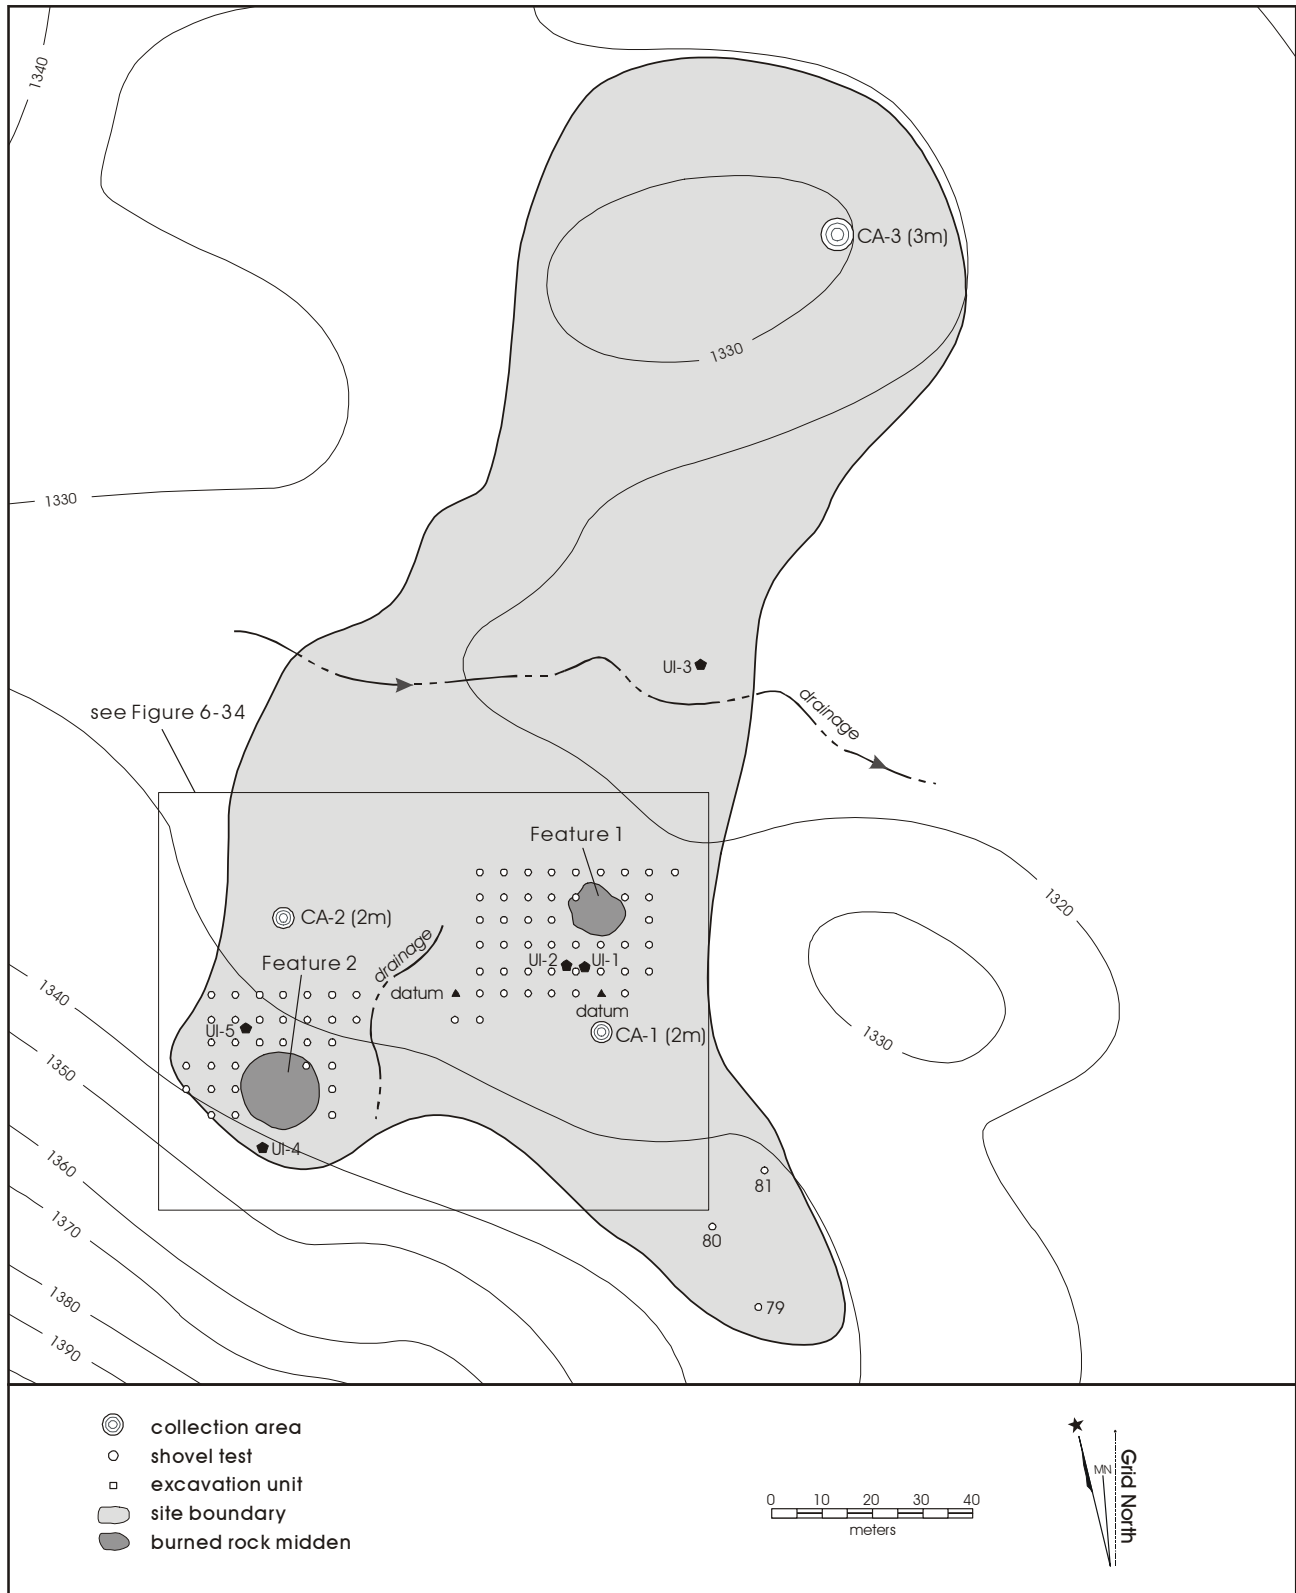 1340
CA-3 (3m)
1330
1330
UI-3
drainage
see Figure 6-34
Feature 1
1320
CA-2 (2m)
drainage
Feature 2
UI-2
UI-1
1340
datum
datum
UI-5
CA-1 (2m)
1330
1350
UI-4
1360
81
1370
80
1380
79
1390
collection area
shovel test
excavation unit
site boundary
burned rock midden
0 10 20 30 40
meters
MN
Grid North